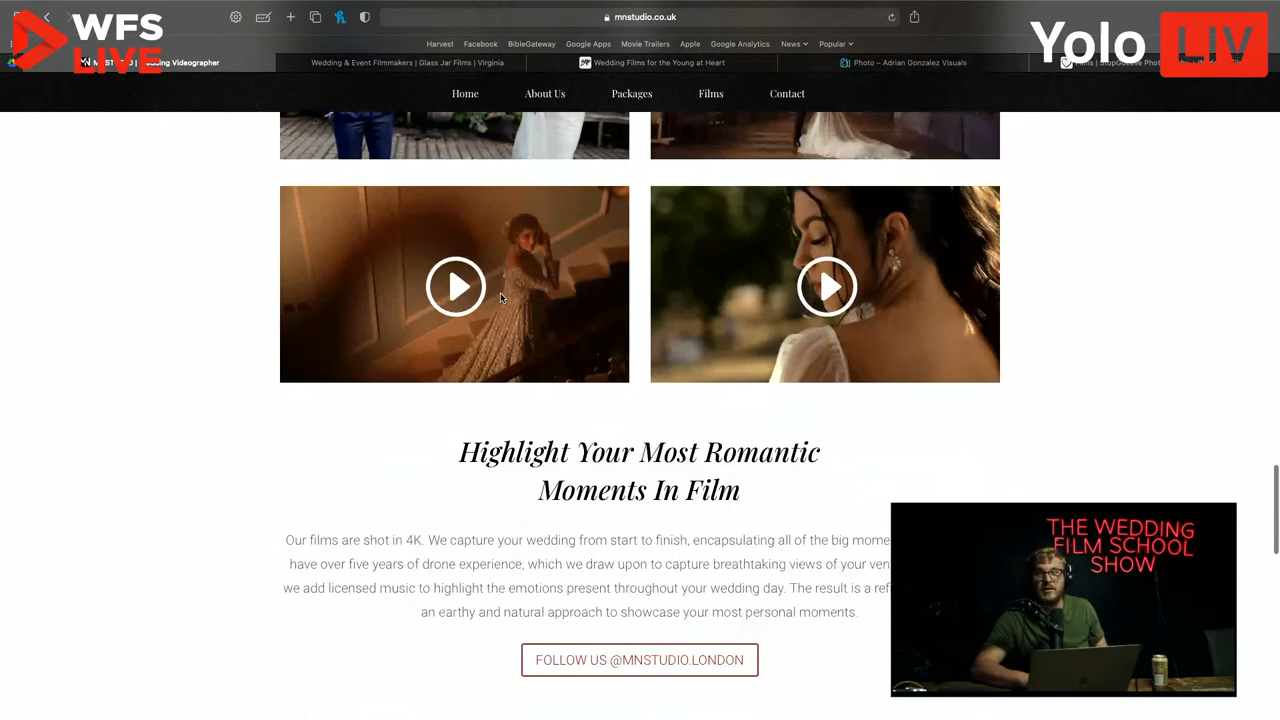 WFS
LIVE
mnstudio.co.uk
Yolo LIV
Harvest Facebook BibleGateway Google Apps Movie Trailers Apple Google Analytics News Popular
Videographer
Wedding & Event Filmmakers | Glass Jar Films | Virginia
Wedding Films for the Young at Heart
Photo – Adrian Gonzalez Visuals
Home About Us Packages Films Contact
Highlight Your Most Romantic
Moments In Film
Our films are shot in 4K. We capture your wedding from start to finish, encapsulating all of the big
have over five years of drone experience, which we draw upon to capture breathtaking views of your
we add licensed music to highlight the emotions present throughout your wedding day. The result is a
an earthy and natural approach to showcase your most personal moments.
FOLLOW US @MNSTUDIO.LONDON
THE WEDDING
FILM SCHOOL
SHOW